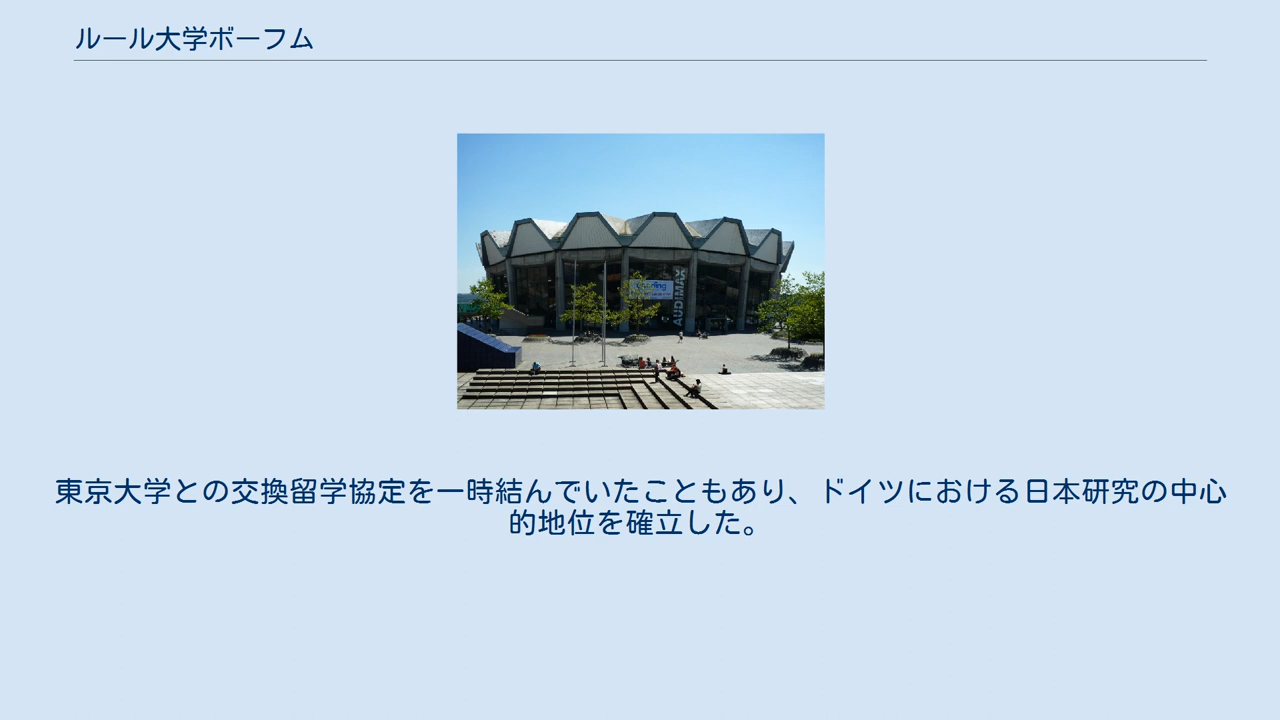 ルール大学ボーフム
AUDIMAX
東京大学との交換留学協定を一時結んでいたこともあり、ドイツにおける日本研究の中心
的地位を確立した。